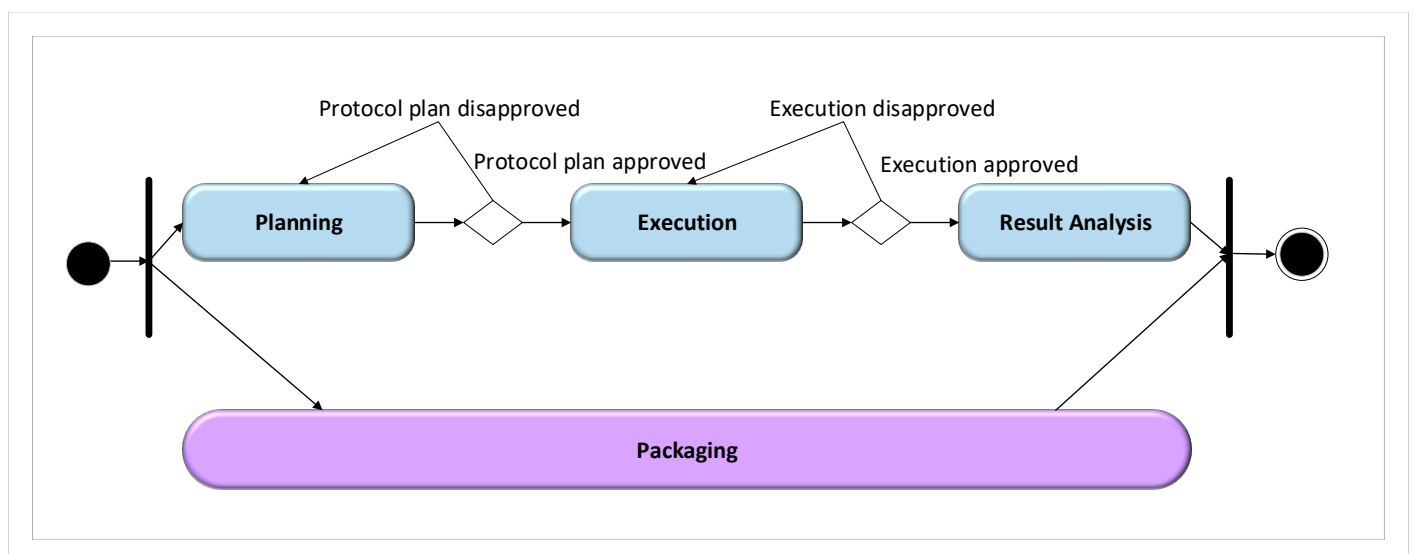 Protocol plan disapproved
Execution disapproved
Protocol plan approved
Execution approved
Planning
Execution
Result Analysis
Packaging